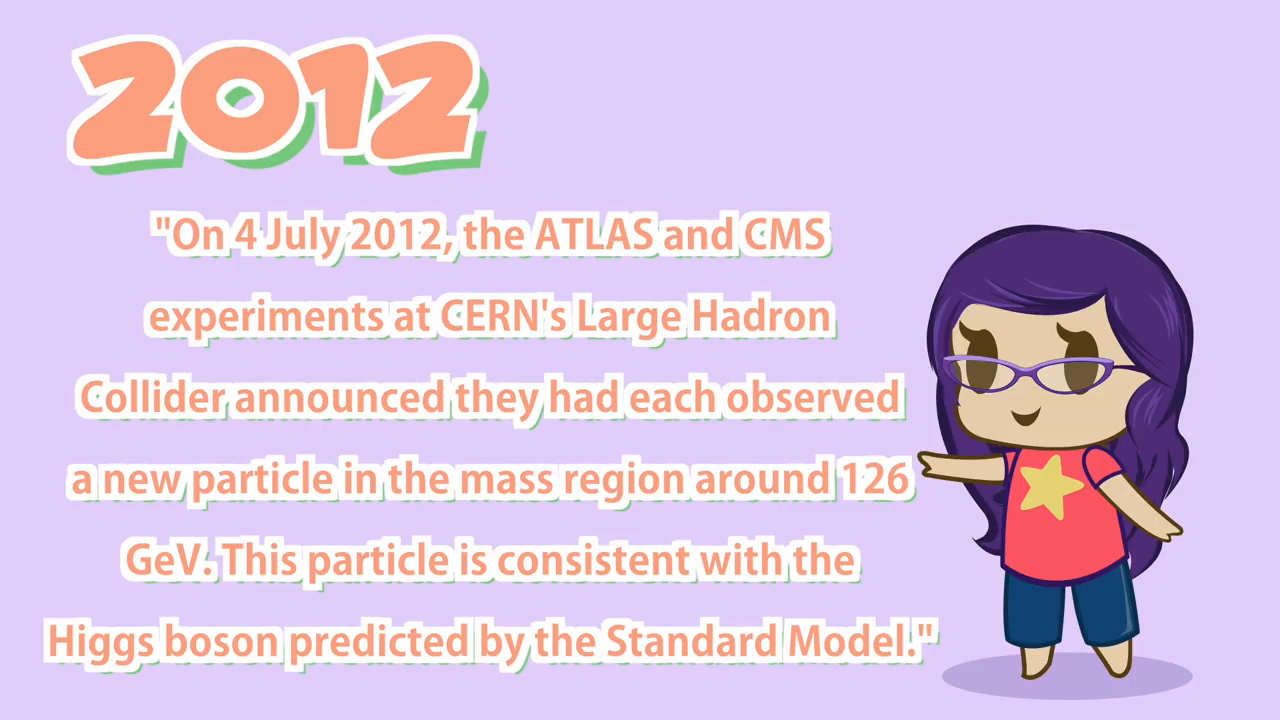 2012
"On 4 July 2012, the ATLAS and CMS
experiments at CERN's Large Hadron
Collider announced they had each observed
a new particle in the mass region around 126
GeV. This particle is consistent with the
Higgs boson predicted by the Standard Model."